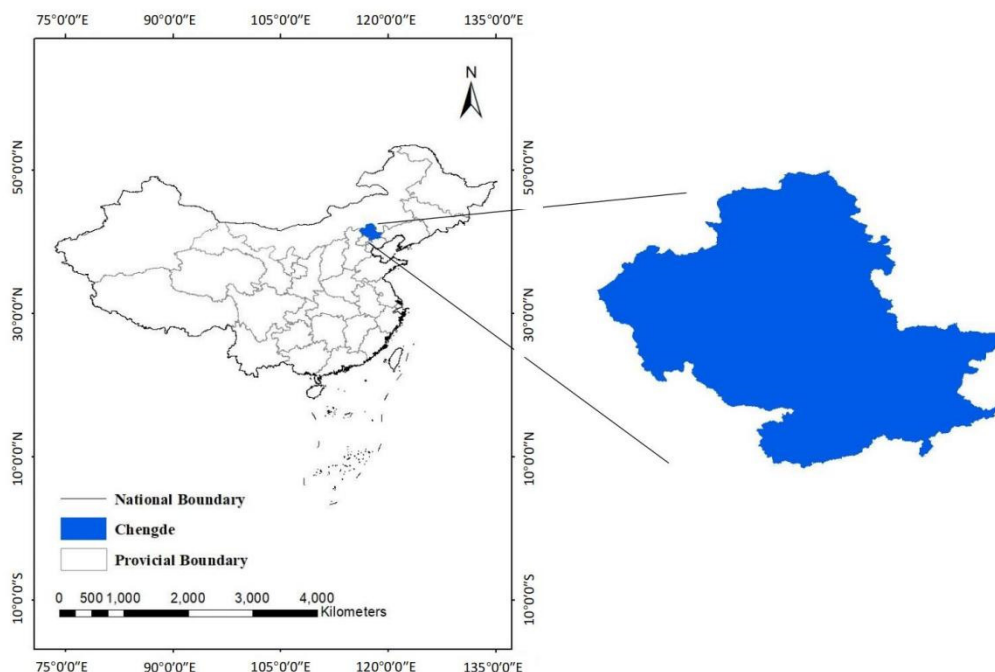 75°0'0"E 90°0'0"E 105°0'0"E 120°0'0"E 135°0'0"E
N
50°0'0"N 50°0'0"N
30°0'0"N 30°0'0"N
10°0'0"N 10°0'0"N
National Boundary
Chengde
Provicial Boundary
10°0'0"S 10°0'0"S
0 500 1,000 2,000 3,000 4,000
Kilometers
75°0'0"E 90°0'0"E 105°0'0"E 120°0'0"E 135°0'0"E